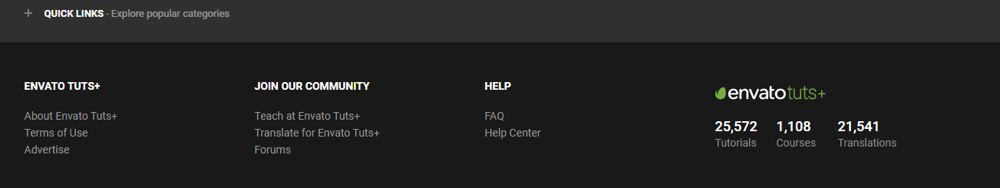 + QUICK LINKS - Explore popular categories
ENVATO TUTS+
About Envato Tuts+
Terms of Use
Advertise
JOIN OUR COMMUNITY
Teach at Envato Tuts+
Translate for Envato Tuts+
Forums
HELP
FAQ
Help Center
envatotuts+
25,572 1,108 21,541
Tutorials Courses Translations